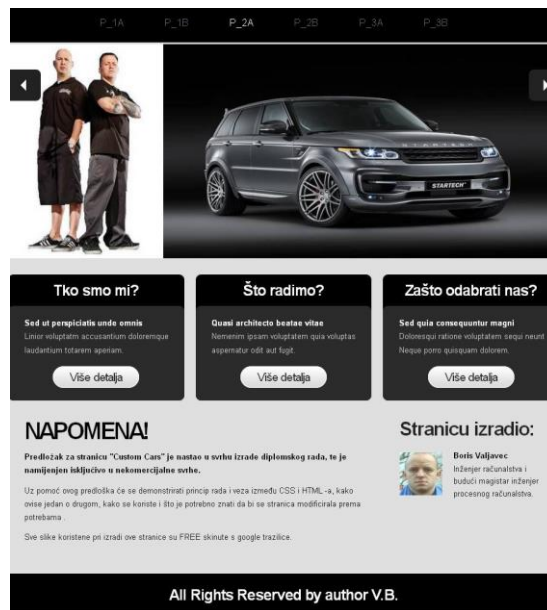 P_1A P_1B P_2A P_2B P_3A P_3B
STARTECH
Tko smo mi?
Sed ut perspiciatis unde omnis
Linior voluptatm accusantium doloremque
laudantium totarem aperiam.
Više detalja
Što radimo?
Quasi architecto beatae vitae
Nemenim ipsam voluptatem quia voluptas
aspernatur odit aut fugit.
Više detalja
Zašto odabrati nas?
Sed quia consequuntur magni
Doloresqui ratione voluptatem sequi neunt
Neque porro quisquam dolorem.
Više detalja
NAPOMENA!
Predložak za stranicu "Custom Cars" je nastao u svrhu izrade diplomskog rada, te je
namijenjen isključivo u nekomercijalne svrhe.
Uz pomoć ovog predloška će se demonstrirati princip rada i veza između CSS i HTML -a, kako
ovise jedan o drugom, kako se koriste i što je potrebno znati da bi se stranica modificirala prema
potrebama .
Sve slike koristene pri izradi ove stranice su FREE skinute s google trazilice.
Stranicu izradio:
Boris Valjavec
Inženjer računalstva i
budući magistar inženjer
procesnog računalstva.
All Rights Reserved by author V.B.